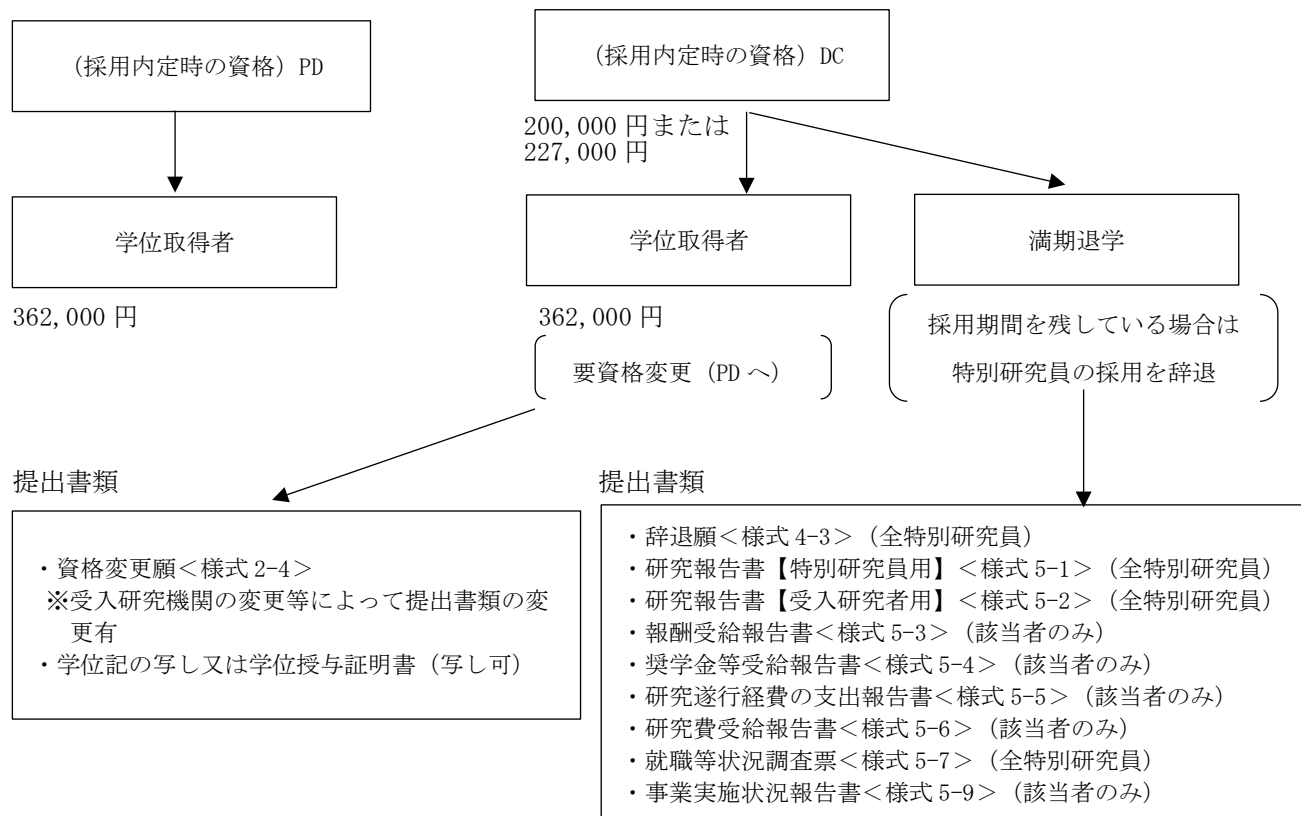 (採用内定時の資格) PD
(採用内定時の資格) DC
200,000 円または
227,000 円
学位取得者
学位取得者
満期退学
362,000 円
362,000 円
要資格変更 (PD へ)
採用期間を残している場合は
特別研究員の採用を辞退
提出書類
・資格変更願<様式 2-4>
※受入研究機関の変更等によって提出書類の変
更有
・学位記の写し又は学位授与証明書 (写し可)
提出書類
・辞退願<様式 4-3> (全特別研究員)
・研究報告書【特別研究員用】<様式 5-1> (全特別研究員)
・研究報告書【受入研究者用】<様式 5-2> (全特別研究員)
・報酬受給報告書<様式 5-3> (該当者のみ)
・奨学金等受給報告書<様式 5-4> (該当者のみ)
・研究遂行経費の支出報告書<様式 5-5> (該当者のみ)
・研究費受給報告書<様式 5-6> (該当者のみ)
・就職等状況調査票<様式 5-7> (全特別研究員)
・事業実施状況報告書<様式 5-9> (該当者のみ)